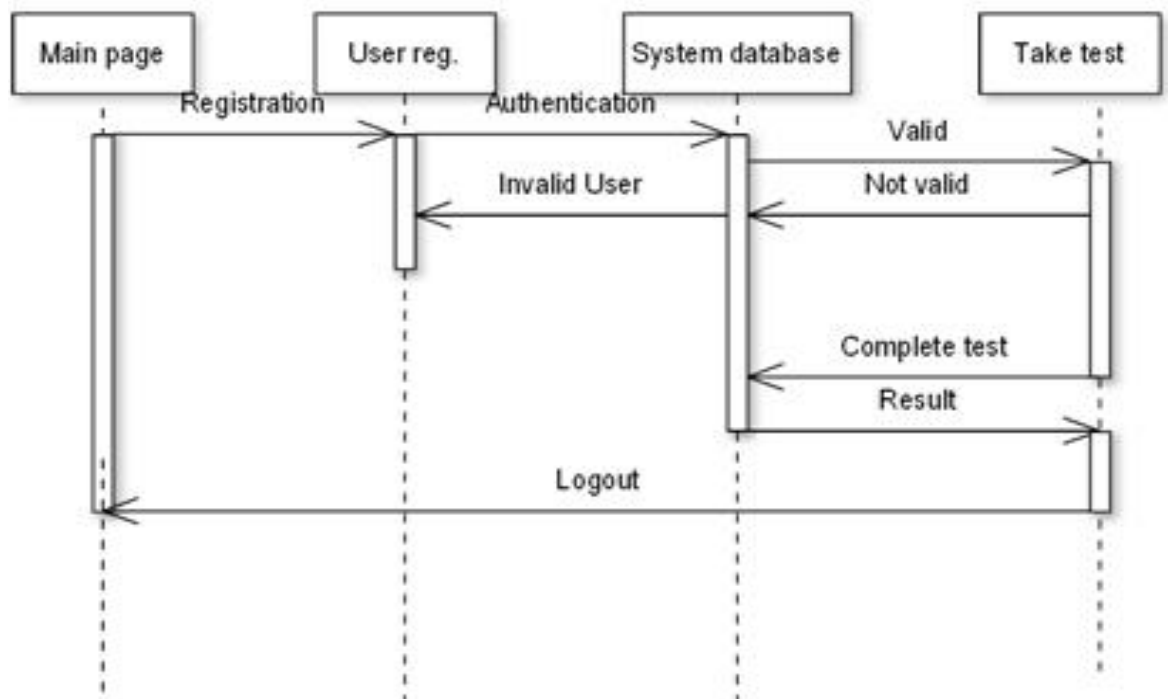 Main page
User reg.
System database
Take test
Registration
Authentication
Valid
Invalid User
Not valid
Complete test
Result
Logout